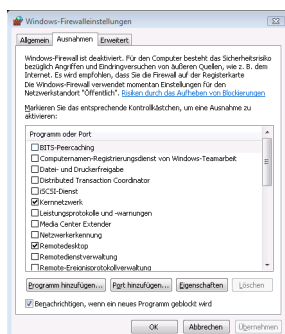 Windows-Firewalleinstellungen
Allgemein Ausnahmen Erweitert
Windows-Firewall ist deaktiviert. Für den Computer besteht das Sicherheitsrisiko
bezüglich Angriffen und Eindringversuchen von äußeren Quellen, wie z. B. dem
Internet. Es wird empfohlen, dass Sie die Firewall auf der Registerkarte
Die Windows-Firewall verwendet momentan Einstellungen für den
Netzwerkstandort "Öffentlich". Risiken durch das Aufheben von Blockierungen
Markieren Sie das entsprechende Kontrollkästchen, um eine Ausnahme zu
aktivieren:
Programm oder Port
BITS-Peercaching
Computernamen-Registrierungsdienst von Windows-Teamarbeit
Datei- und Druckerfreigabe
Distributed Transaction Coordinator
iSCSI-Dienst
Kernnetzwerk
Leistungsprotokolle und -warnungen
Media Center Extender
Netzwerkerkennung
Remotedesktop
Remotedienstverwaltung
Remote-Ereignisprotokollverwaltung
Programm hinzufügen... Port hinzufügen... Eigenschaften Löschen
Benachrichtigen, wenn ein neues Programm geblockt wird
OK Abbrechen Übernehmen